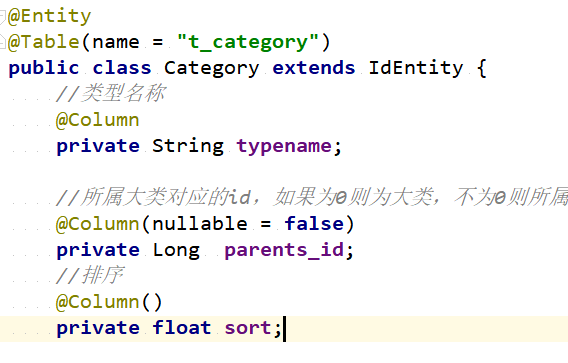 @Entity
@Table(name = "t_category")
public class Category extends IdEntity {
//类型名称
@Column
private String typename;
//所属大类对应的id，如果为0则为大类，不为0则所属
@Column(nullable = false)
private Long  parents_id;
//排序
@Column()
private float sort;